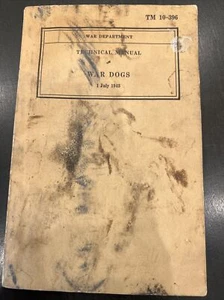 TM 10-396
WAR DEPARTMENT
TECHNICAL MANUAL
WAR DOGS
1 July 1943